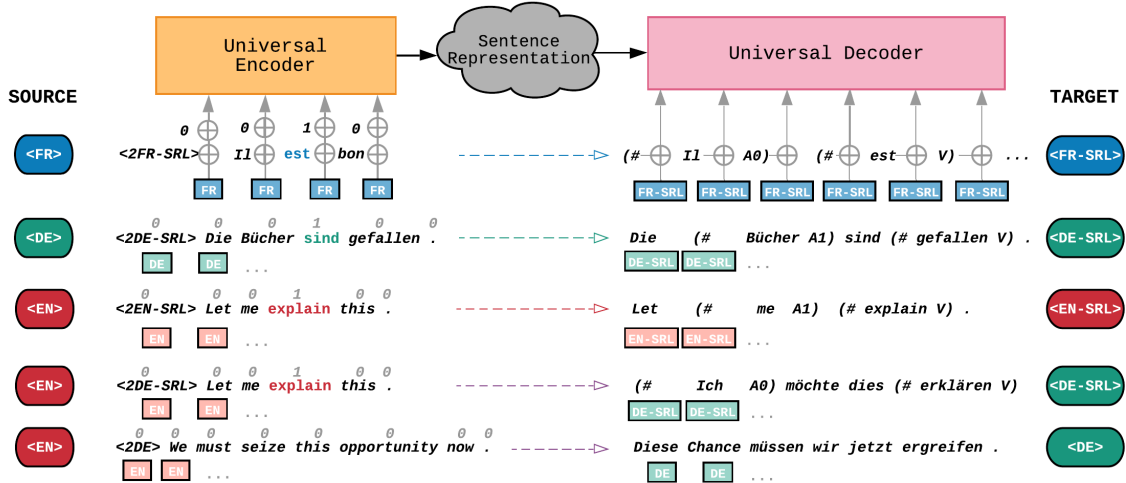 Universal
Encoder
Sentence
Representation
Universal Decoder
SOURCE
TARGET
0 0 1 0
<FR> <2FR-SRL> Il est bon (# Il A0) (# est V) ... <FR-SRL>
FR FR FR FR FR-SRL FR-SRL FR-SRL FR-SRL FR-SRL FR-SRL
0 0 0 1 0 0
<DE> <2DE-SRL> Die Bücher sind gefallen . Die (# Bücher A1) sind (# gefallen V) . <DE-SRL>
DE DE ... DE-SRL DE-SRL ...
0 0 0 1 0 0
<EN> <2EN-SRL> Let me explain this . Let (# me A1) (# explain V) . <EN-SRL>
EN EN ... EN-SRL EN-SRL ...
0 0 0 1 0 0
<EN> <2DE-SRL> Let me explain this . (# Ich A0) möchte dies (# erklären V) <DE-SRL>
EN EN ... DE-SRL DE-SRL ...
0 0 0 0 0 0 0 0
<EN> <2DE> We must seize this opportunity now . Diese Chance müssen wir jetzt ergreifen . <DE>
EN EN ... DE DE ...